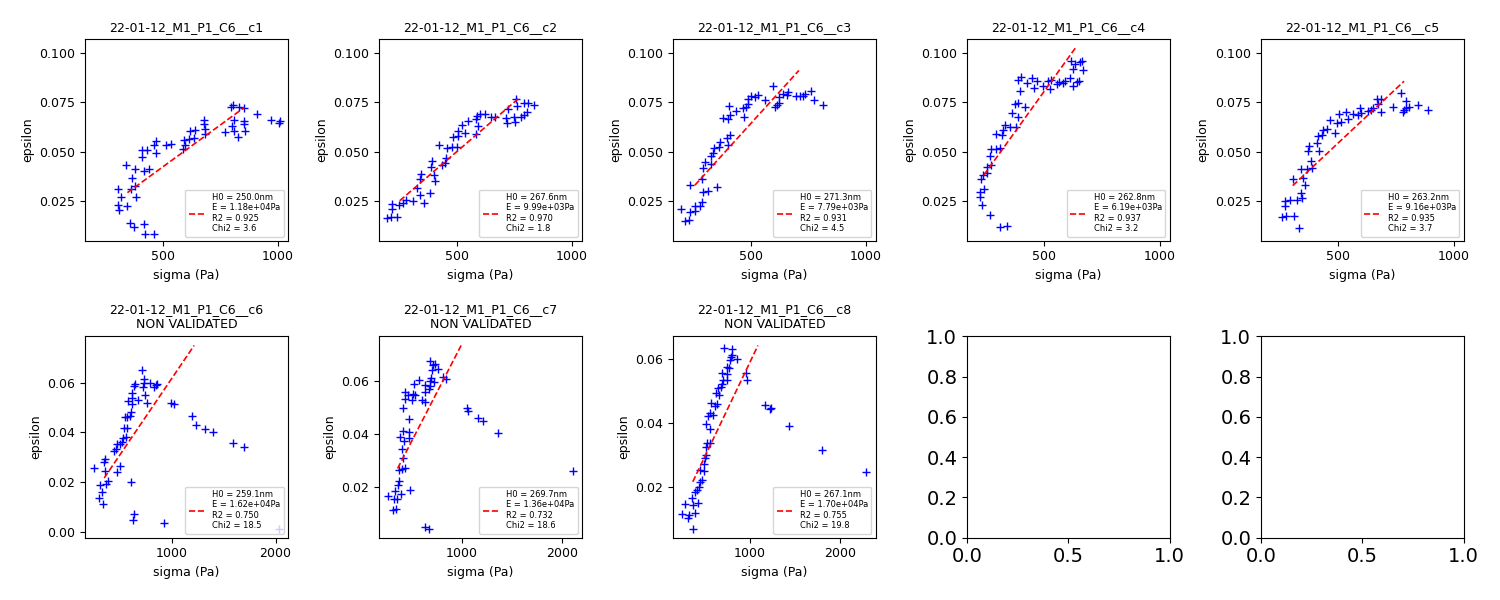 22-01-12_M1_P1_C6__c1
0.100
0.075
0.050
0.025
epsilon
500
1000
sigma (Pa)
H0 = 250.0nm
E = 1.18e+04Pa
R2 = 0.925
Chi2 = 3.6
22-01-12_M1_P1_C6__c2
0.100
0.075
0.050
0.025
epsilon
500
1000
sigma (Pa)
H0 = 267.6nm
E = 9.99e+03Pa
R2 = 0.970
Chi2 = 1.8
22-01-12_M1_P1_C6__c3
0.100
0.075
0.050
0.025
epsilon
500
1000
sigma (Pa)
H0 = 271.3nm
E = 7.79e+03Pa
R2 = 0.931
Chi2 = 4.5
22-01-12_M1_P1_C6__c4
0.100
0.075
0.050
0.025
epsilon
500
1000
sigma (Pa)
H0 = 262.8nm
E = 6.19e+03Pa
R2 = 0.937
Chi2 = 3.2
22-01-12_M1_P1_C6__c5
0.100
0.075
0.050
0.025
epsilon
500
1000
sigma (Pa)
H0 = 263.2nm
E = 9.16e+03Pa
R2 = 0.935
Chi2 = 3.7
22-01-12_M1_P1_C6__c6
NON VALIDATED
0.06
0.04
0.02
0.00
epsilon
1000
2000
sigma (Pa)
H0 = 259.1nm
E = 1.62e+04Pa
R2 = 0.750
Chi2 = 18.5
22-01-12_M1_P1_C6__c7
NON VALIDATED
0.06
0.04
0.02
epsilon
1000
2000
sigma (Pa)
H0 = 269.7nm
E = 1.36e+04Pa
R2 = 0.732
Chi2 = 18.6
22-01-12_M1_P1_C6__c8
NON VALIDATED
0.06
0.04
0.02
epsilon
1000
2000
sigma (Pa)
H0 = 267.1nm
E = 1.70e+04Pa
R2 = 0.755
Chi2 = 19.8
1.0
0.8
0.6
0.4
0.2
0.0
0.0
0.5
1.0
1.0
0.8
0.6
0.4
0.2
0.0
0.0
0.5
1.0